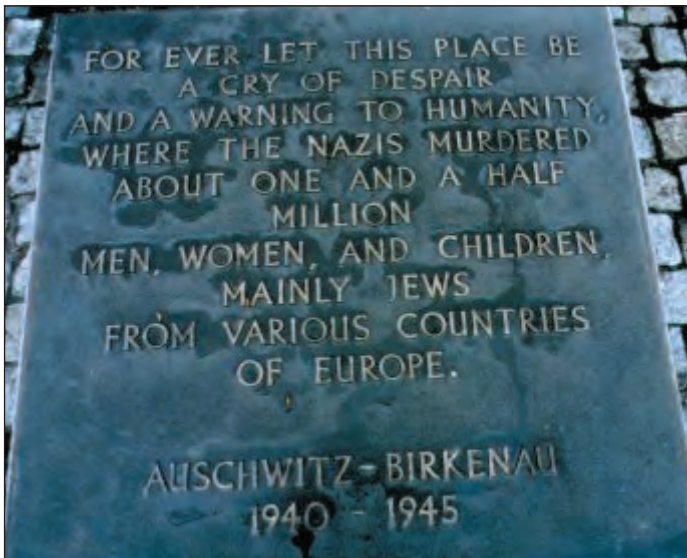 FOR EVER LET THIS PLACE BE
A CRY OF DESPAIR
AND A WARNING TO HUMANITY,
WHERE THE NAZIS MURDERED
ABOUT ONE AND A HALF
MILLION
MEN, WOMEN, AND CHILDREN,
MAINLY JEWS
FROM VARIOUS COUNTRIES
OF EUROPE.
AUSCHWITZ-BIRKENAU
1940 - 1945